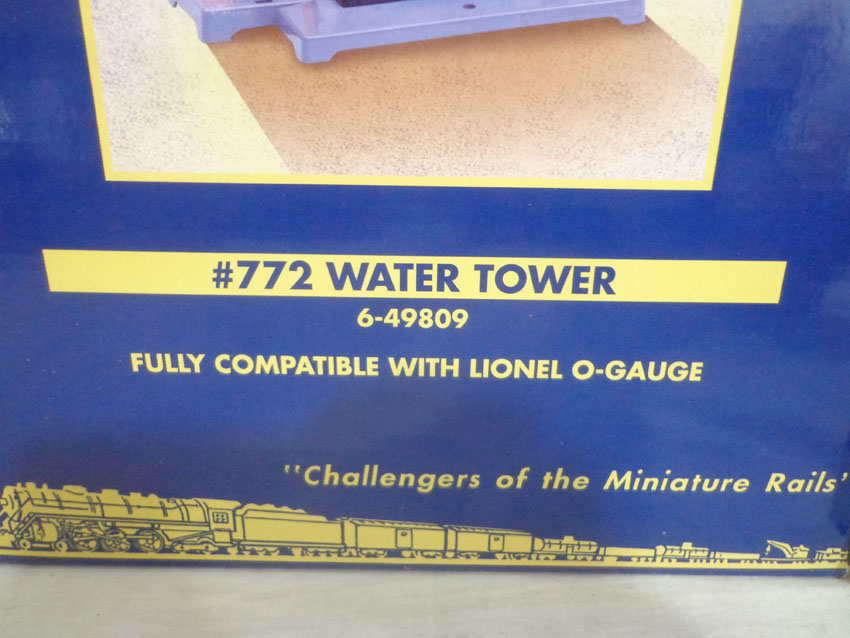 #772 WATER TOWER
6-49809
FULLY COMPATIBLE WITH LIONEL O-GAUGE
"Challengers of the Miniature Rails'